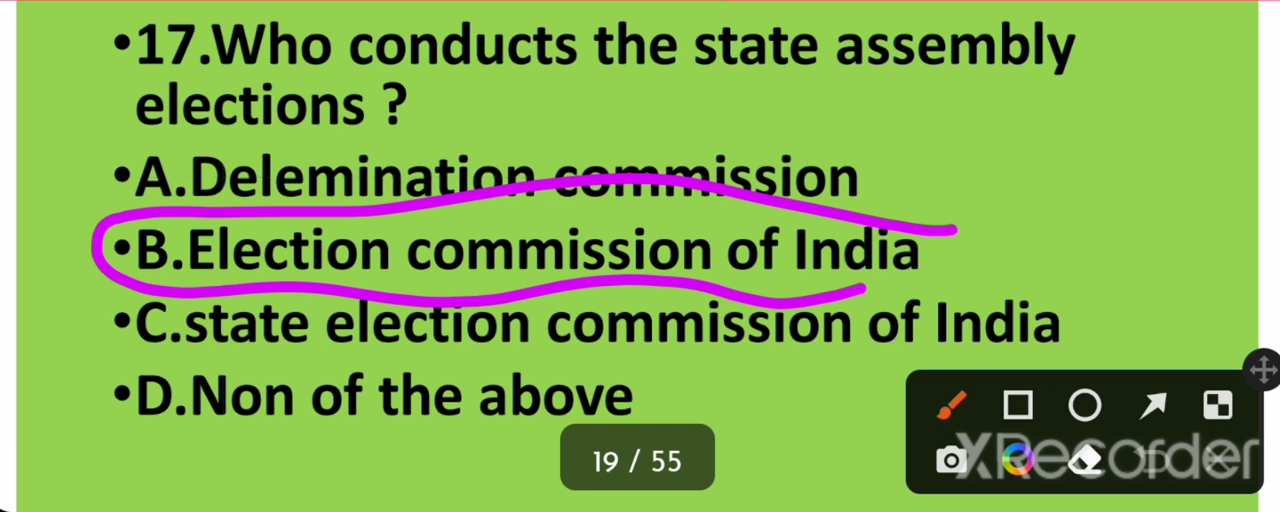 •17.Who conducts the state assembly
elections ?
•A.Delemination commission
•B.Election commission of India
•C.state election commission of India
•D.Non of the above
19 / 55
XRecorder